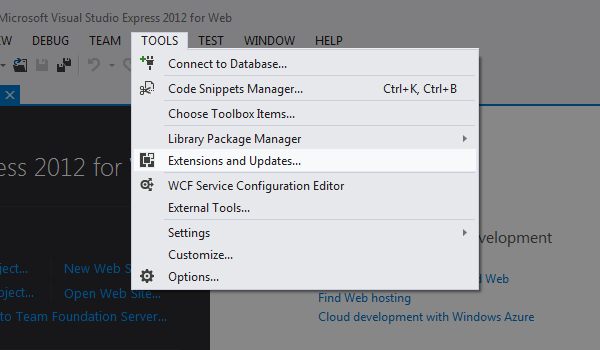 Microsoft Visual Studio Express 2012 for Web
DEBUG TEAM TOOLS TEST WINDOW HELP
Connect to Database...
Code Snippets Manager... Ctrl+K, Ctrl+B
Choose Toolbox Items...
Library Package Manager
Extensions and Updates...
ess 2012 for
WCF Service Configuration Editor
External Tools...
Settings
velopment
Customize...
oject... New Web S
Options...
d Web
oject... Open Web Site...
Find Web hosting
to Team Foundation Server...
Cloud development with Windows Azure